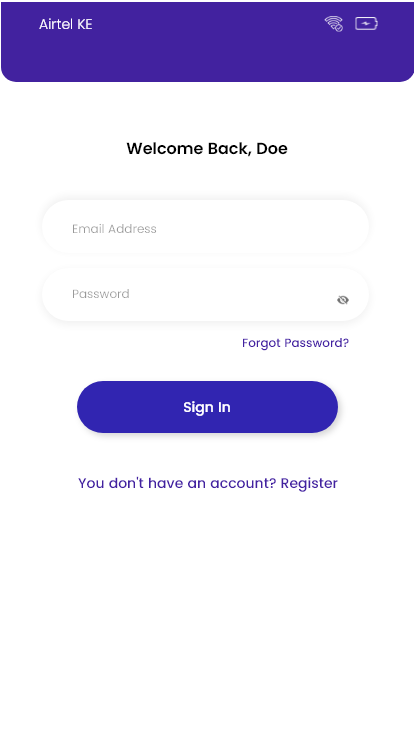 Airtel KE
Welcome Back, Doe
Email Address
Password
Forgot Password?
Sign In
You don't have an account? Register